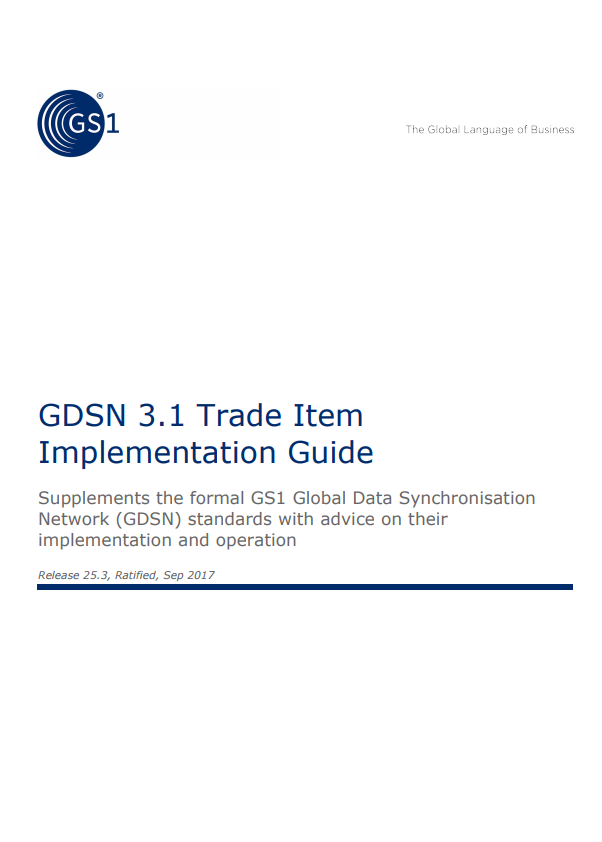 GS1 ®
The Global Language of Business
GDSN 3.1 Trade Item
Implementation Guide
Supplements the formal GS1 Global Data Synchronisation
Network (GDSN) standards with advice on their
implementation and operation
Release 25.3, Ratified, Sep 2017